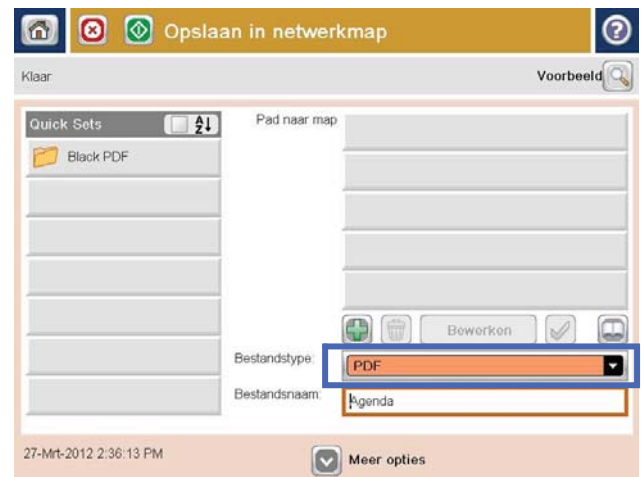 Opslaan in netwerkmap
Klaar
Voorbeeld
Quick Sets
Black PDF
Pad naar map
Bewerken
Bestandstype:
PDF
Bestandsnaam:
Agenda
27-Mrt-2012 2:36:13 PM
Meer opties